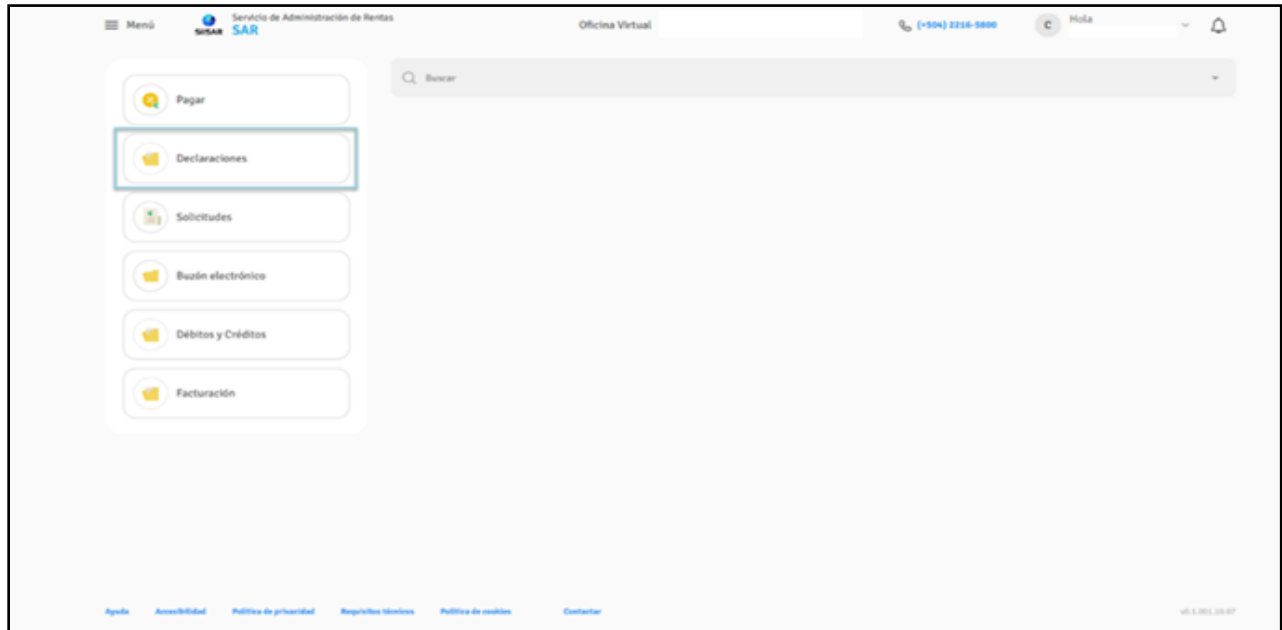 Menú
SIISAR
Servicio de Administración de Rentas
SAR
Oficina Virtual
(+504) 2216-5800
C
Hola
Buscar
Pagar
Declaraciones
Solicitudes
Buzón electrónico
Débitos y Créditos
Facturación
Ayuda Accesibilidad Política de privacidad Requisitos técnicos Política de cookies Contactar